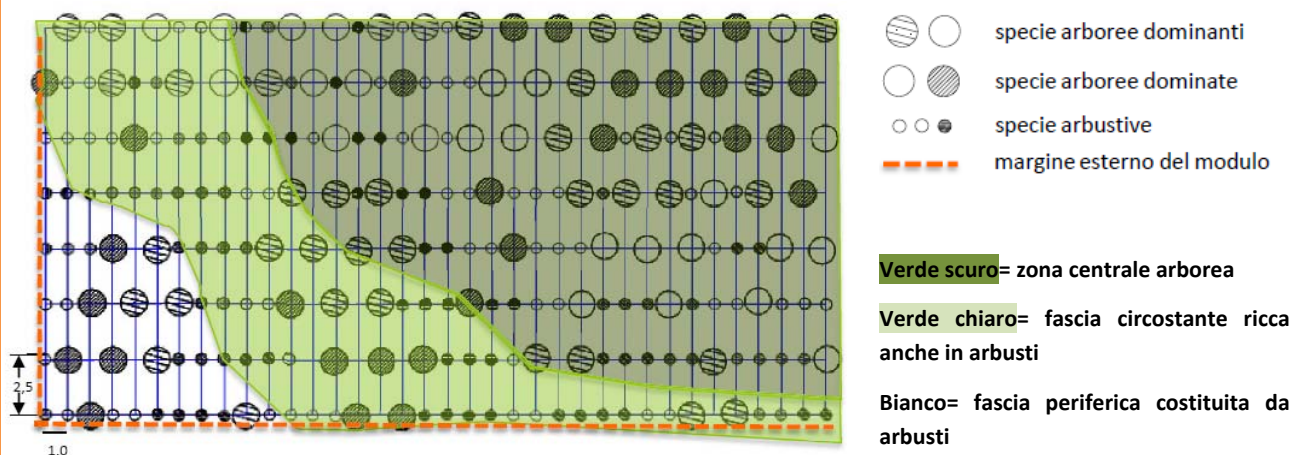 specie arboree dominanti
specie arboree dominate
specie arbustive
margine esterno del modulo
Verde scuro= zona centrale arborea
Verde chiaro= fascia circostante ricca
anche in arbusti
Bianco= fascia periferica costituita da
arbusti
2,5
1.0